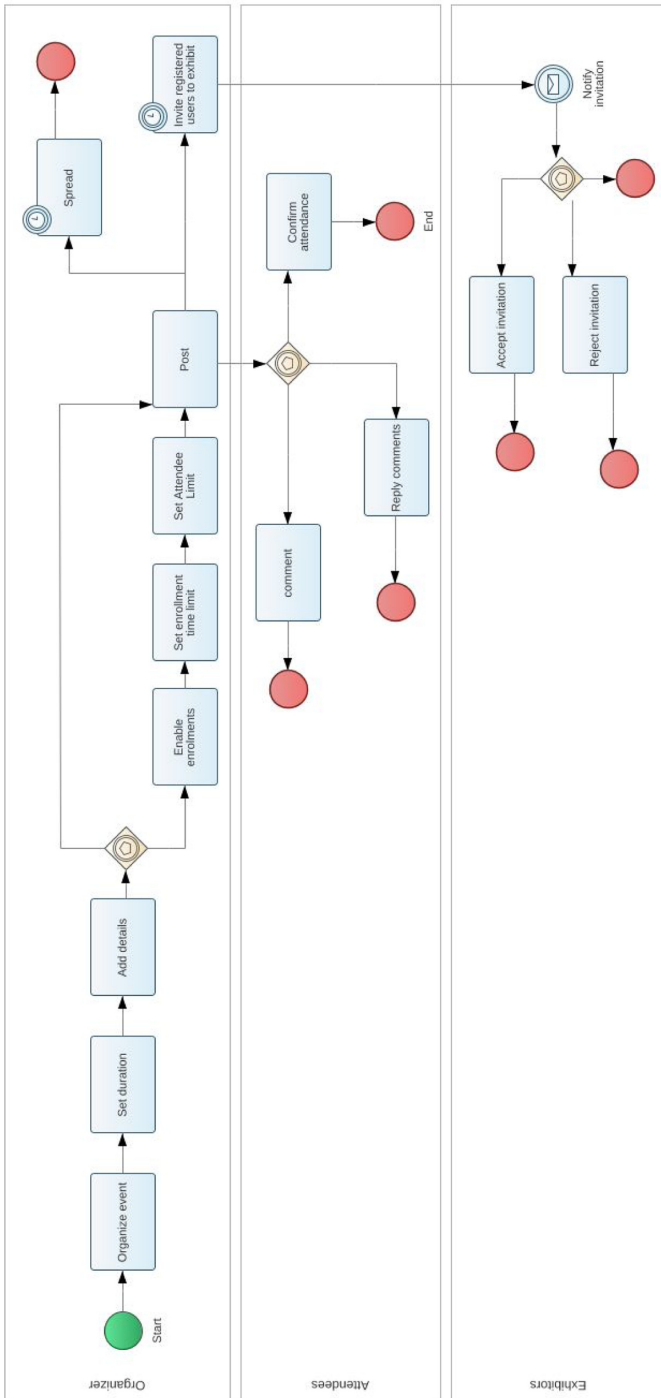 Organizer
Start
Organize event
Set duration
Add details
Enable
enrolments
Set enrollment
time limit
Set Attendee
Limit
Post
Spread
Invite registered
users to exhibit
Attendees
comment
Reply comments
Confirm
attendance
End
Exhibitors
Notify
invitation
Accept invitation
Reject invitation